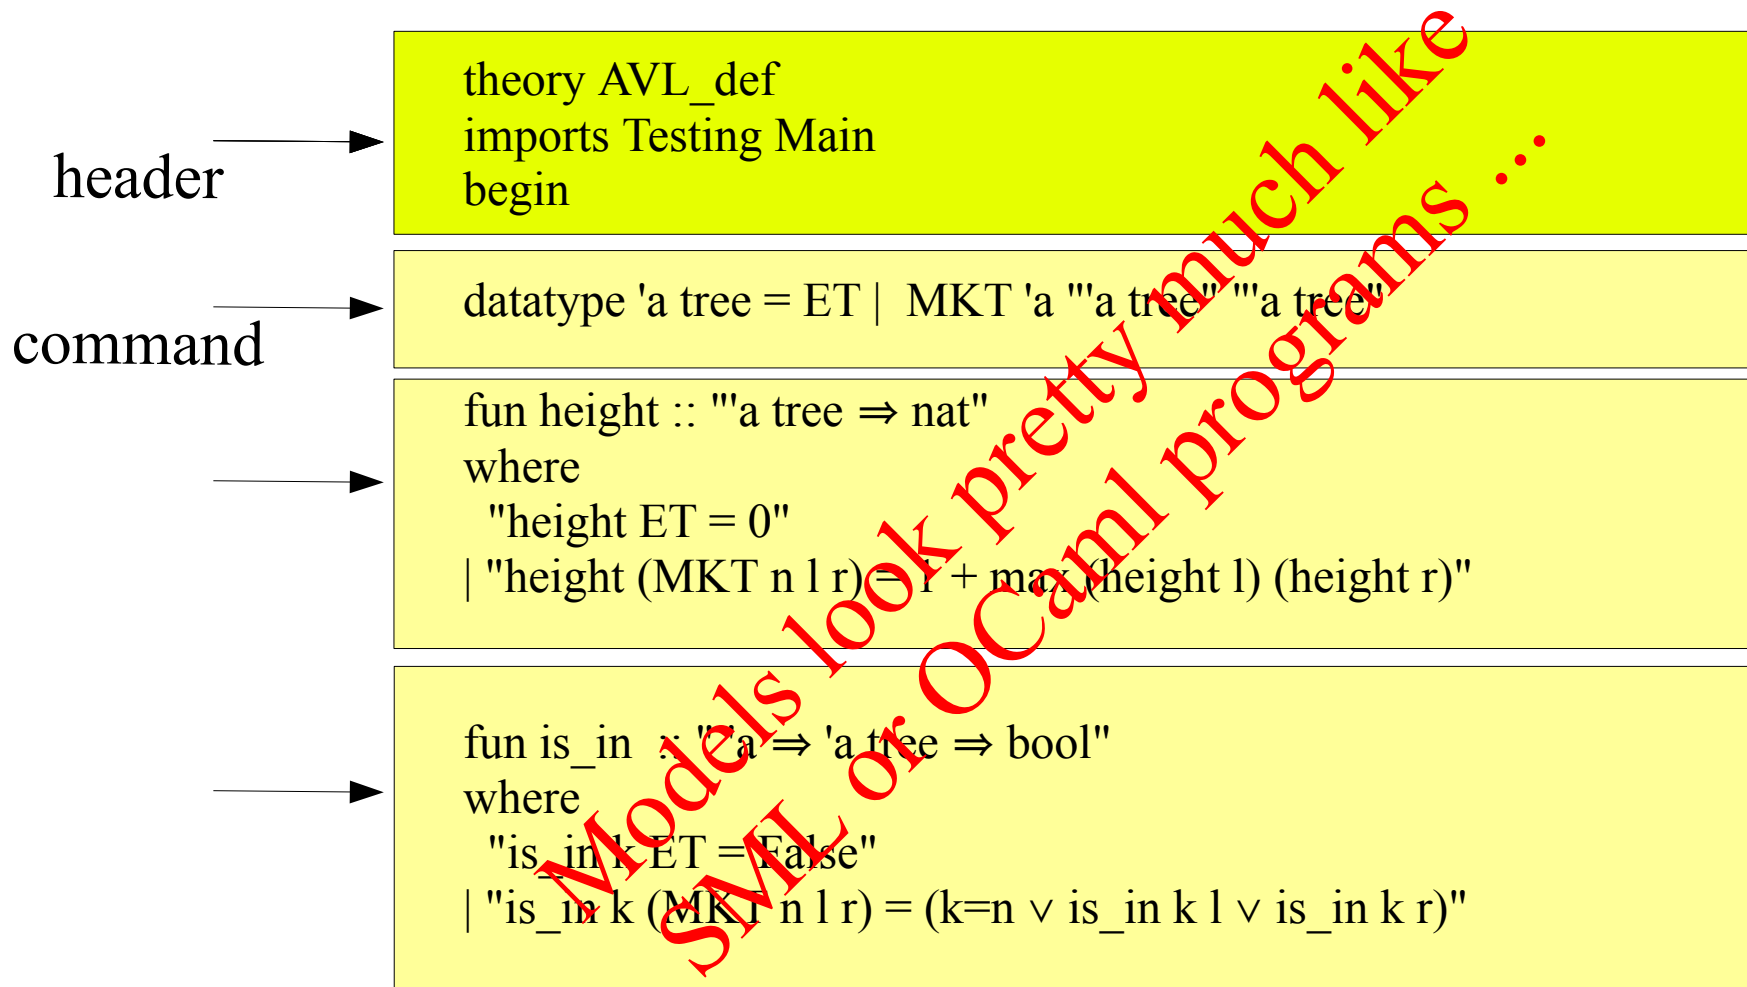 header
theory AVL_def
imports Testing Main
begin
command
datatype 'a tree = ET |  MKT 'a "'a tree" "'a tree"
fun height :: "'a tree ⇒ nat"
where
"height ET = 0"
| "height (MKT n l r) = 1 + max (height l) (height r)"
fun is_in  :: " 'a ⇒ 'a tree ⇒ bool"
where
"is_in k ET = False"
| "is_in k (MKT n l r) = (k=n ∨ is_in k l ∨ is_in k r)"
Models look pretty much like
SML or OCaml programs ...